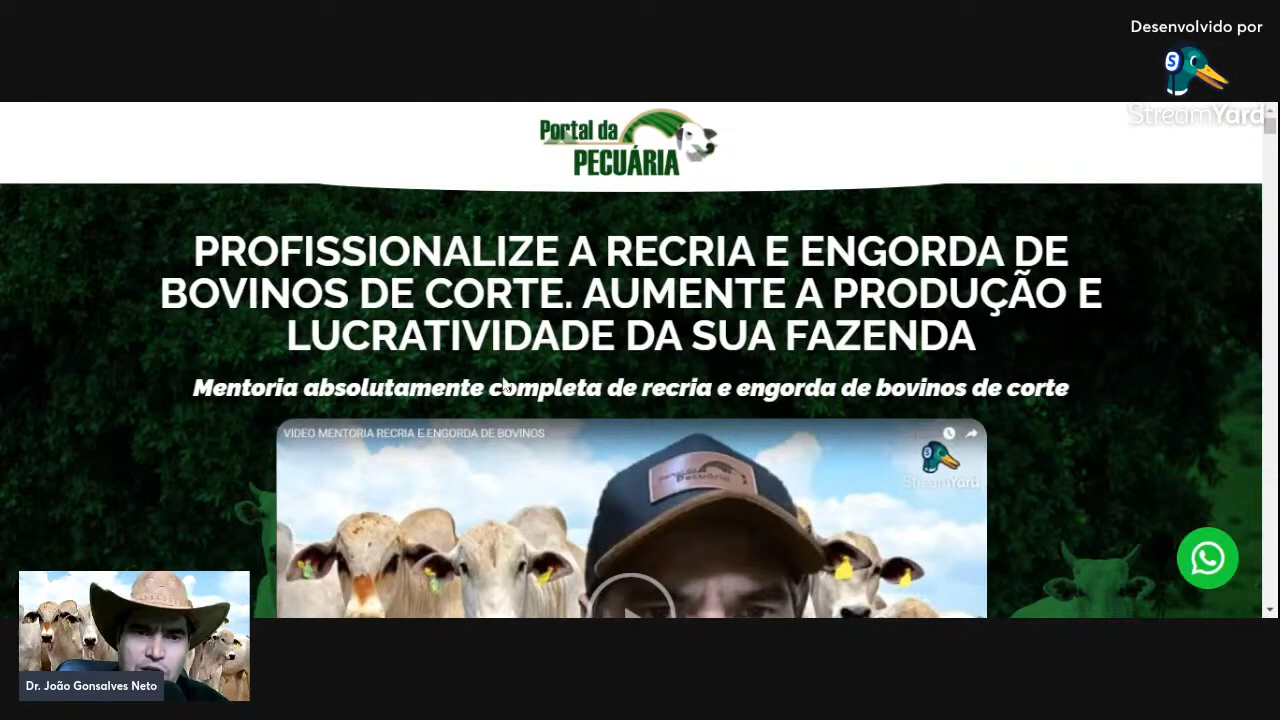 Desenvolvido por
StreamYard
Portal da
PECUÁRIA
PROFISSIONALIZE A RECRIA E ENGORDA DE
BOVINOS DE CORTE. AUMENTE A PRODUÇÃO E
LUCRATIVIDADE DA SUA FAZENDA
Mentoria absolutamente completa de recria e engorda de bovinos de corte
VIDEO MENTORIA RECRIA E ENGORDA DE BOVINOS
StreamYard
Pecuária
Dr. João Gonsalves Neto